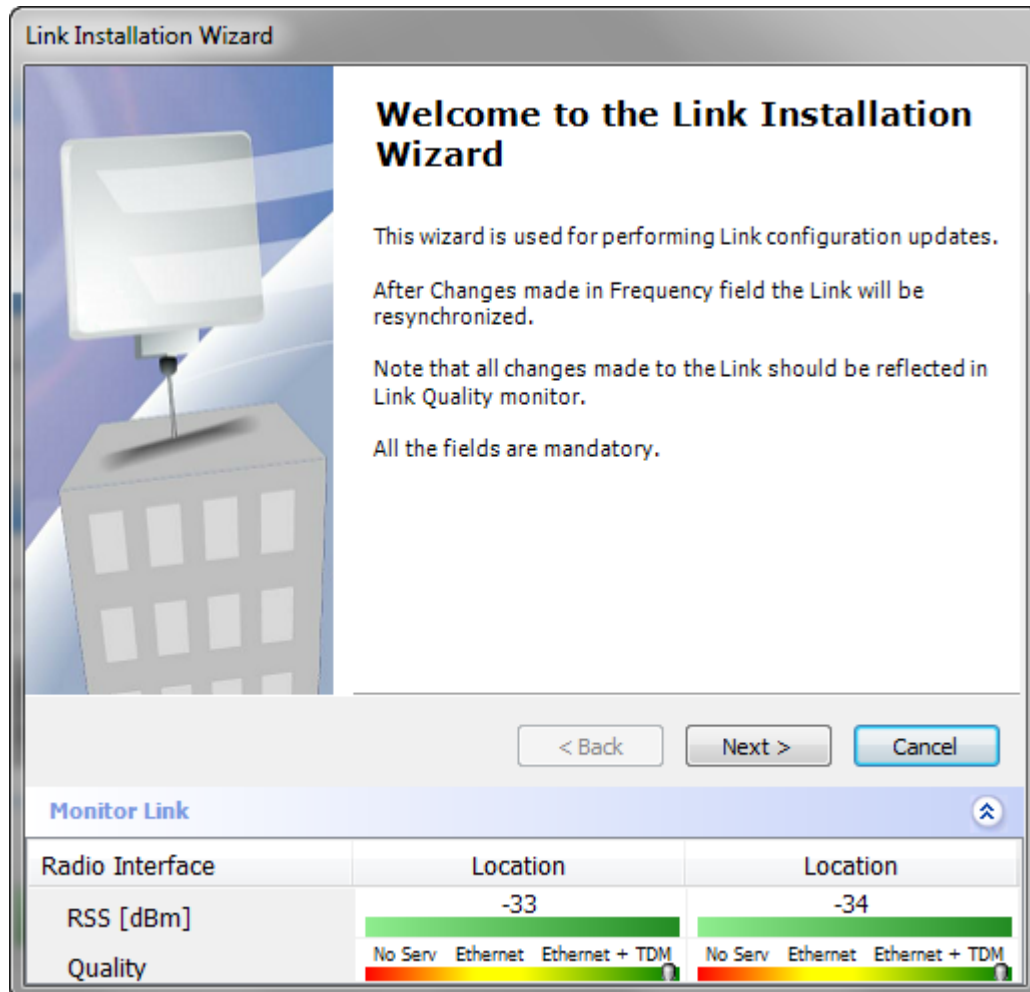 Link Installation Wizard
Welcome to the Link Installation
Wizard
This wizard is used for performing Link configuration updates.
After Changes made in Frequency field the Link will be
resynchronized.
Note that all changes made to the Link should be reflected in
Link Quality monitor.
All the fields are mandatory.
< Back Next > Cancel
Monitor Link
Radio Interface Location Location
RSS [dBm] -33 -34
No Serv Ethernet Ethernet + TDM No Serv Ethernet Ethernet + TDM
Quality